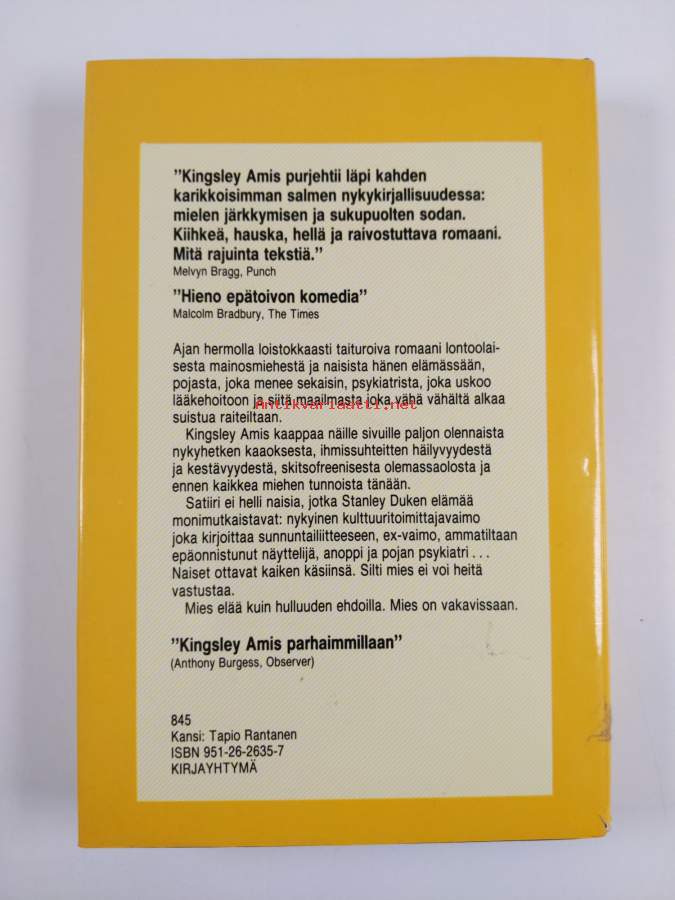 "Kingsley Amis purjehtii läpi kahden
karikkoisimman salmen nykykirjallisuudessa:
mielen järkkymisen ja sukupuolten sodan.
Kiihkeä, hauska, hellä ja raivostuttava romaani.
Mitä rajuinta tekstiä."
Melvyn Bragg, Punch
"Hieno epätoivon komedia"
Malcolm Bradbury, The Times
Ajan hermolla loistokkaasti taituroiva romaani lontoolai-
sesta mainosmiehestä ja naisista hänen elämässään,
pojasta, joka menee sekaisin, psykiatrista, joka uskoo
lääkehoitoon ja siitä maailmasta joka vähä vähältä alkaa
Antikvariaatti.net
suistua raiteiltaan.
Kingsley Amis kaappaa näille sivuille paljon olennaista
nykyhetken kaaoksesta, ihmissuhteitten häilyvyydestä
ja kestävyydestä, skitsofreenisesta olemassaolosta ja
ennen kaikkea miehen tunnoista tänään.
Satiiri ei helli naisia, jotka Stanley Duken elämää
monimutkaistavat: nykyinen kulttuuritoimittajavaimo
joka kirjoittaa sunnuntailiitteeseen, ex-vaimo, ammatiltaan
epäonnistunut näyttelijä, anoppi ja pojan psykiatri . . .
Naiset ottavat kaiken käsiinsä. Silti mies ei voi heitä
vastustaa.
Mies elää kuin hulluuden ehdoilla. Mies on vakavissaan.
"Kingsley Amis parhaimmillaan"
(Anthony Burgess, Observer)
845
Kansi: Tapio Rantanen
ISBN 951-26-2635-7
KIRJAYHTYMÄ